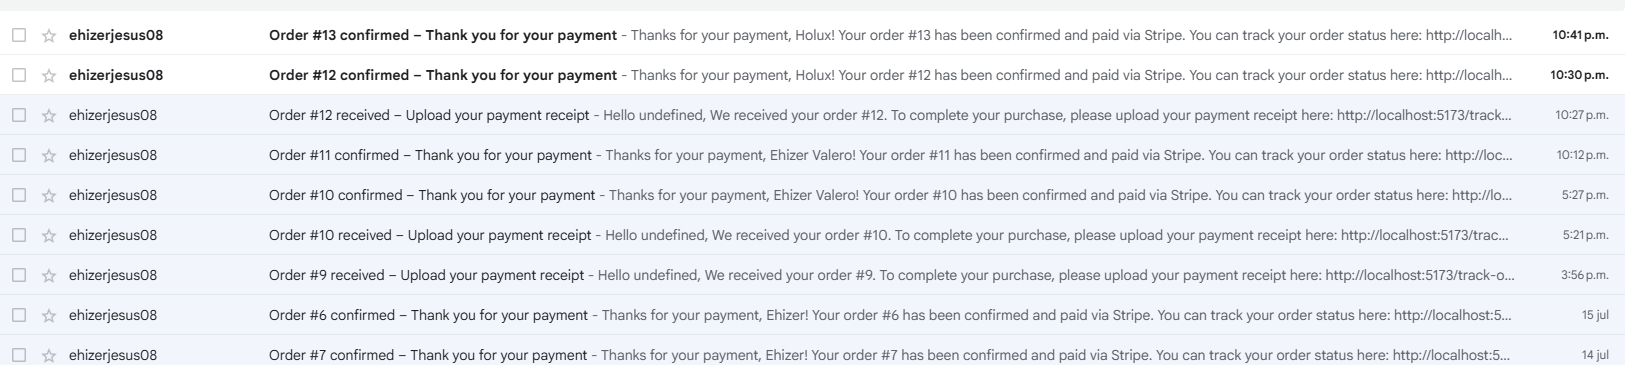 ehizerjesus08 Order #13 confirmed – Thank you for your payment - Thanks for your payment, Holux! Your order #13 has been confirmed and paid via Stripe. You can track your order status here: http://localh... 10:41 p.m.
ehizerjesus08 Order #12 confirmed – Thank you for your payment - Thanks for your payment, Holux! Your order #12 has been confirmed and paid via Stripe. You can track your order status here: http://localh... 10:30 p.m.
ehizerjesus08 Order #12 received – Upload your payment receipt - Hello undefined, We received your order #12. To complete your purchase, please upload your payment receipt here: http://localhost:5173/track... 10:27 p.m.
ehizerjesus08 Order #11 confirmed – Thank you for your payment - Thanks for your payment, Ehizer Valero! Your order #11 has been confirmed and paid via Stripe. You can track your order status here: http://loc... 10:12 p.m.
ehizerjesus08 Order #10 confirmed – Thank you for your payment - Thanks for your payment, Ehizer Valero! Your order #10 has been confirmed and paid via Stripe. You can track your order status here: http://lo... 5:27 p.m.
ehizerjesus08 Order #10 received – Upload your payment receipt - Hello undefined, We received your order #10. To complete your purchase, please upload your payment receipt here: http://localhost:5173/trac... 5:21 p.m.
ehizerjesus08 Order #9 received – Upload your payment receipt - Hello undefined, We received your order #9. To complete your purchase, please upload your payment receipt here: http://localhost:5173/track-o... 3:56 p.m.
ehizerjesus08 Order #6 confirmed – Thank you for your payment - Thanks for your payment, Ehizer! Your order #6 has been confirmed and paid via Stripe. You can track your order status here: http://localhost:5... 15 jul
ehizerjesus08 Order #7 confirmed – Thank you for your payment - Thanks for your payment, Ehizer! Your order #7 has been confirmed and paid via Stripe. You can track your order status here: http://localhost:5... 14 jul